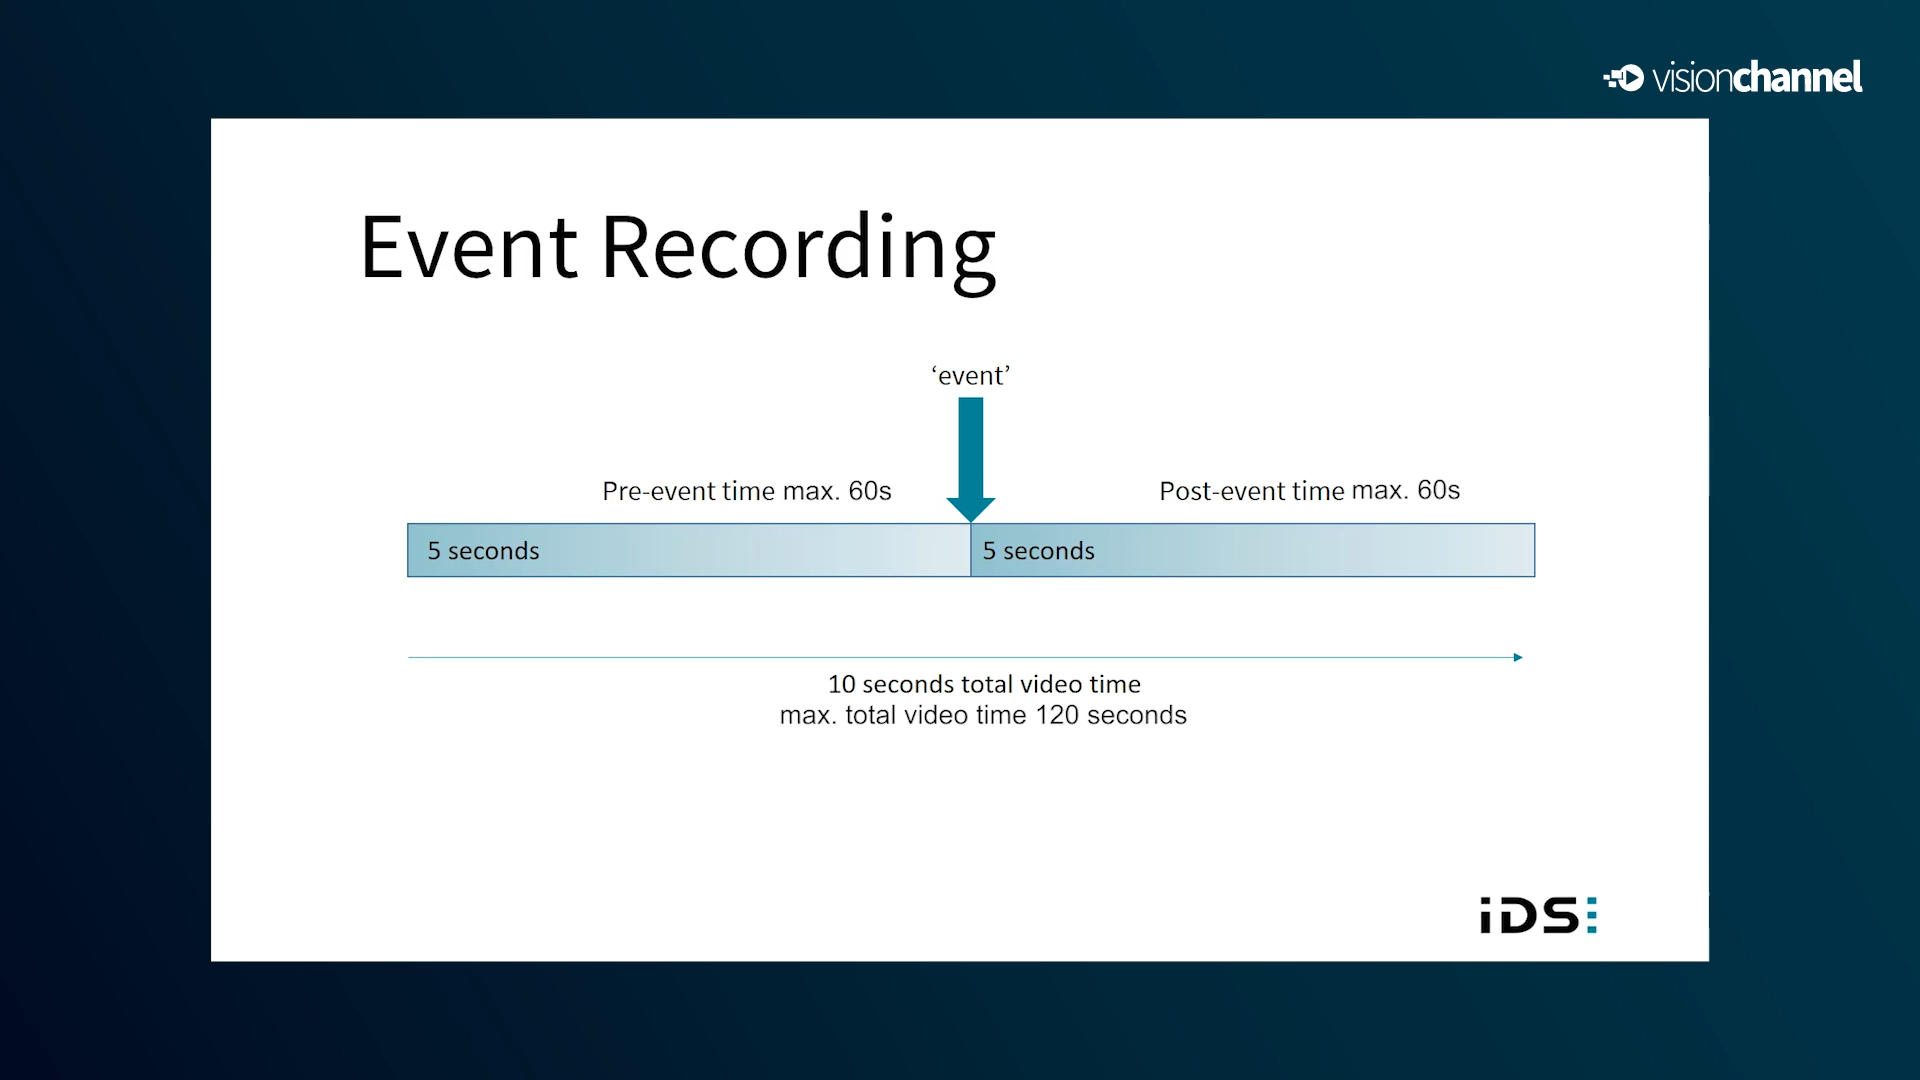 visionchannel
Event Recording
‘event’
Pre-event time max. 60s
Post-event time max. 60s
5 seconds
5 seconds
10 seconds total video time
max. total video time 120 seconds
iDS